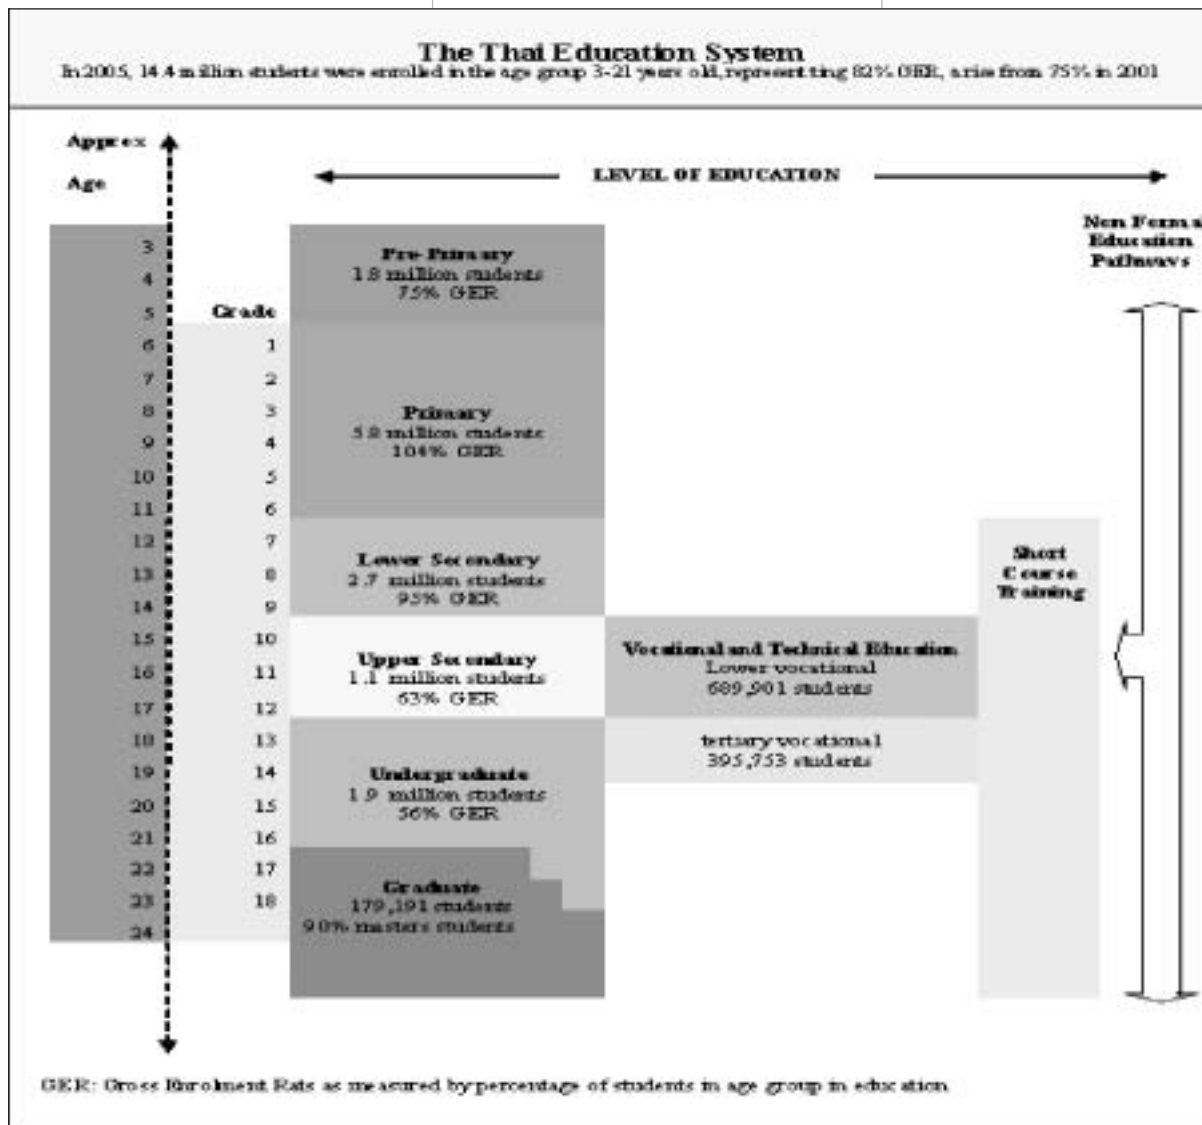 The Thai Education System
In 2005, 14.4 million students were enrolled in the age group 3-21 years old, representing 82% GER, a rise from 75% in 2001
Approx
Age
LEVEL OF EDUCATION
Non Forma
Education
Pathways
3
4
5
6
7
8
9
10
11
12
13
14
15
16
17
18
19
20
21
22
23
24
Grade
1
2
3
4
5
6
7
8
9
10
11
12
13
14
15
16
17
18
Pre-Primary
1.8 million students
75% GER
Primary
5.8 million students
104% GER
Lower Secondary
2.7 million students
95% GER
Upper Secondary
1.1 million students
63% GER
Undergraduate
1.9 million students
56% GER
Graduate
179,191 students
90% masters students
Vocational and Technical Education
Lower vocational
689,901 students
tertiary vocational
395,753 students
Short
Course
Training
GER: Gross Enrolment Rats as measured by percentage of students in age group in education